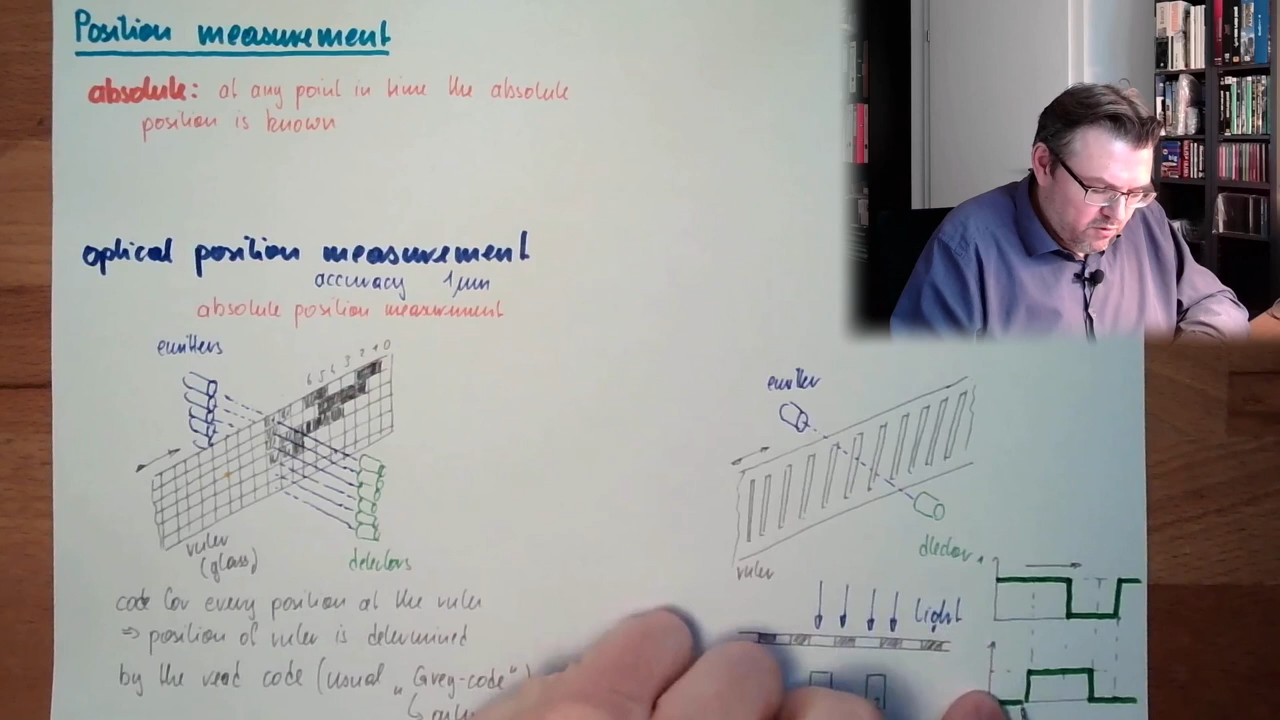 Position measurement
absolute: at any point in time the absolute
position is known
optical position measurement
accuracy 1µm
absolute position measurement
emitters
6 5 4 3 2 1 0
emitter
ruler
(glass)
detectors
detector
ruler
code for every position of the ruler
⇒ position of ruler is determined
light
by the read code (usual "Grey-code")